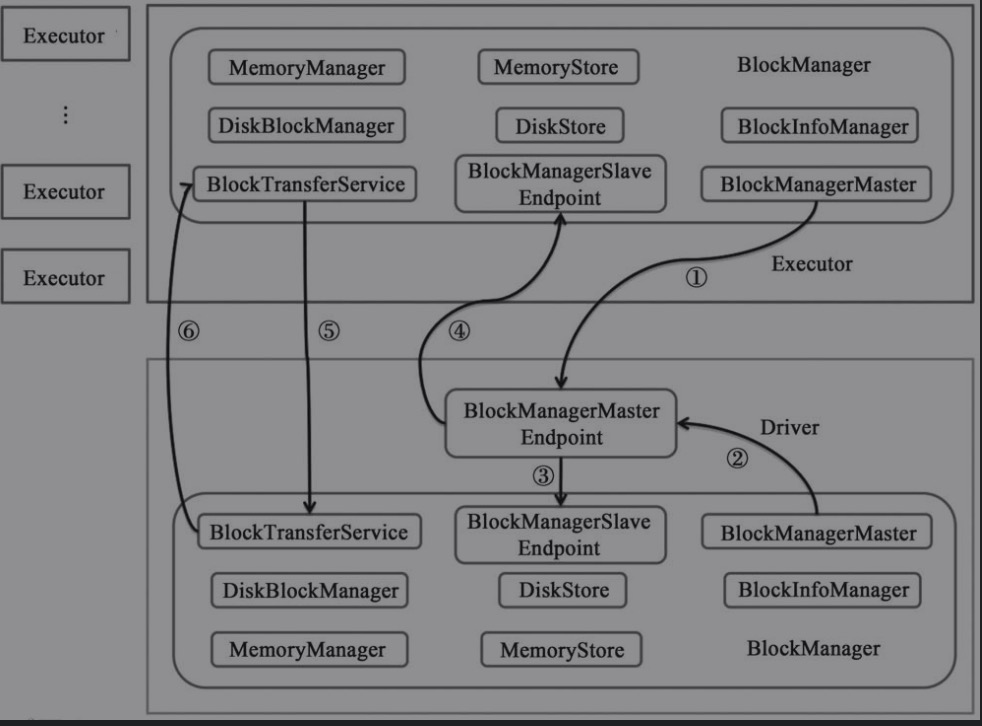 Executor
⋮
Executor
Executor
MemoryManager
MemoryStore
BlockManager
DiskBlockManager
DiskStore
BlockInfoManager
BlockTransferService
BlockManagerSlave
Endpoint
BlockManagerMaster
Executor
①
⑥
⑤
④
BlockManagerMaster
Endpoint
Driver
②
③
BlockTransferService
BlockManagerSlave
Endpoint
BlockManagerMaster
DiskBlockManager
DiskStore
BlockInfoManager
MemoryManager
MemoryStore
BlockManager